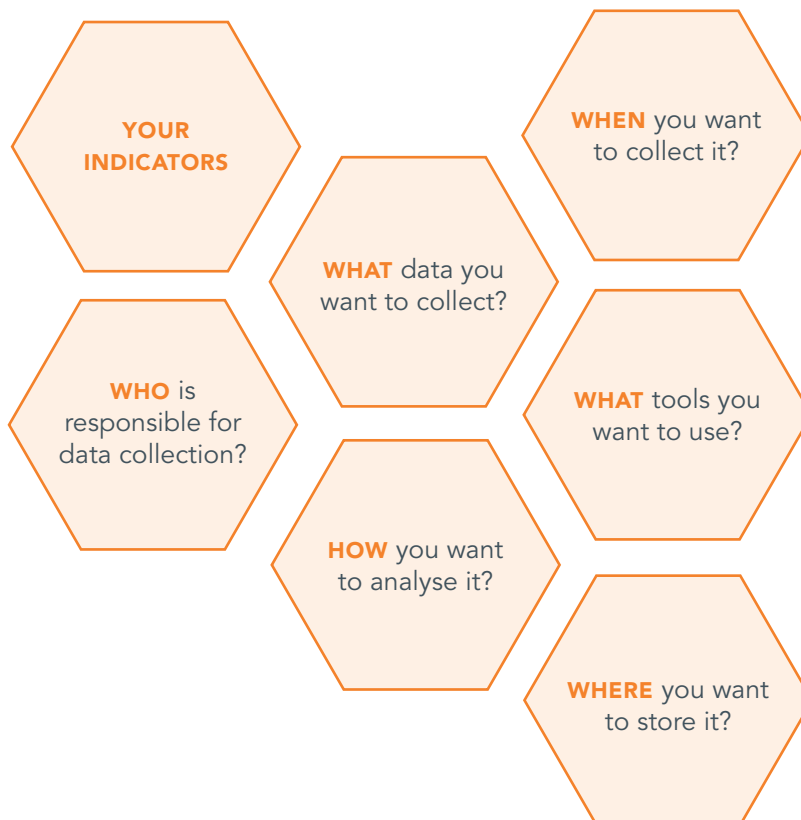 YOUR
INDICATORS
WHEN you want
to collect it?
WHAT data you
want to collect?
WHO is
responsible for
data collection?
WHAT tools you
want to use?
HOW you want
to analyse it?
WHERE you want
to store it?